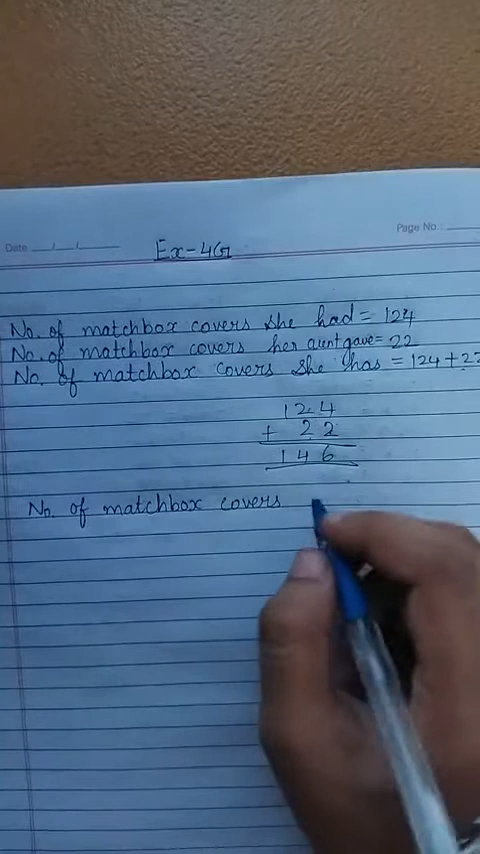 Page No.:
Date
Ex-4G
No. of matchbox covers she had = 124
No. of matchbox covers her aunt gave = 22
No. of matchbox covers she has = 124 + 22
124
+ 22
146
No. of matchbox covers